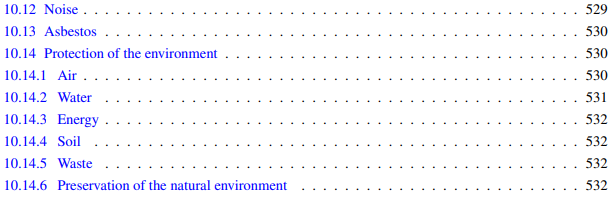 10.12 Noise . . . . . . . . . . . . . . . . . . . . . . . . . . . . . . . . . . . . . . . . . . . . . . . . . . . . . . 529
10.13 Asbestos . . . . . . . . . . . . . . . . . . . . . . . . . . . . . . . . . . . . . . . . . . . . . . . . . . . . 530
10.14 Protection of the environment . . . . . . . . . . . . . . . . . . . . . . . . . . . . . . . . . . . . . . . 530
10.14.1 Air . . . . . . . . . . . . . . . . . . . . . . . . . . . . . . . . . . . . . . . . . . . . . . . . . . . . . . 530
10.14.2 Water . . . . . . . . . . . . . . . . . . . . . . . . . . . . . . . . . . . . . . . . . . . . . . . . . . . . 531
10.14.3 Energy . . . . . . . . . . . . . . . . . . . . . . . . . . . . . . . . . . . . . . . . . . . . . . . . . . . . 532
10.14.4 Soil . . . . . . . . . . . . . . . . . . . . . . . . . . . . . . . . . . . . . . . . . . . . . . . . . . . . . 532
10.14.5 Waste . . . . . . . . . . . . . . . . . . . . . . . . . . . . . . . . . . . . . . . . . . . . . . . . . . . . 532
10.14.6 Preservation of the natural environment . . . . . . . . . . . . . . . . . . . . . . . . . . . . . . 532